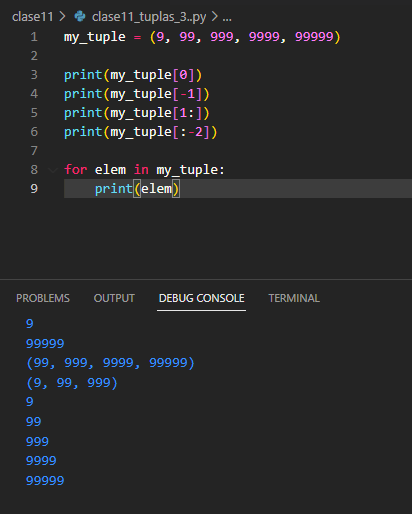 clase11 > clase11_tuplas_3..py > ...
1 my_tuple = (9, 99, 999, 9999, 99999)
2
3 print(my_tuple[0])
4 print(my_tuple[-1])
5 print(my_tuple[1:])
6 print(my_tuple[:-2])
7
8 for elem in my_tuple:
9     print(elem)
PROBLEMS OUTPUT DEBUG CONSOLE TERMINAL
9
99999
(99, 999, 9999, 99999)
(9, 99, 999)
9
99
999
9999
99999